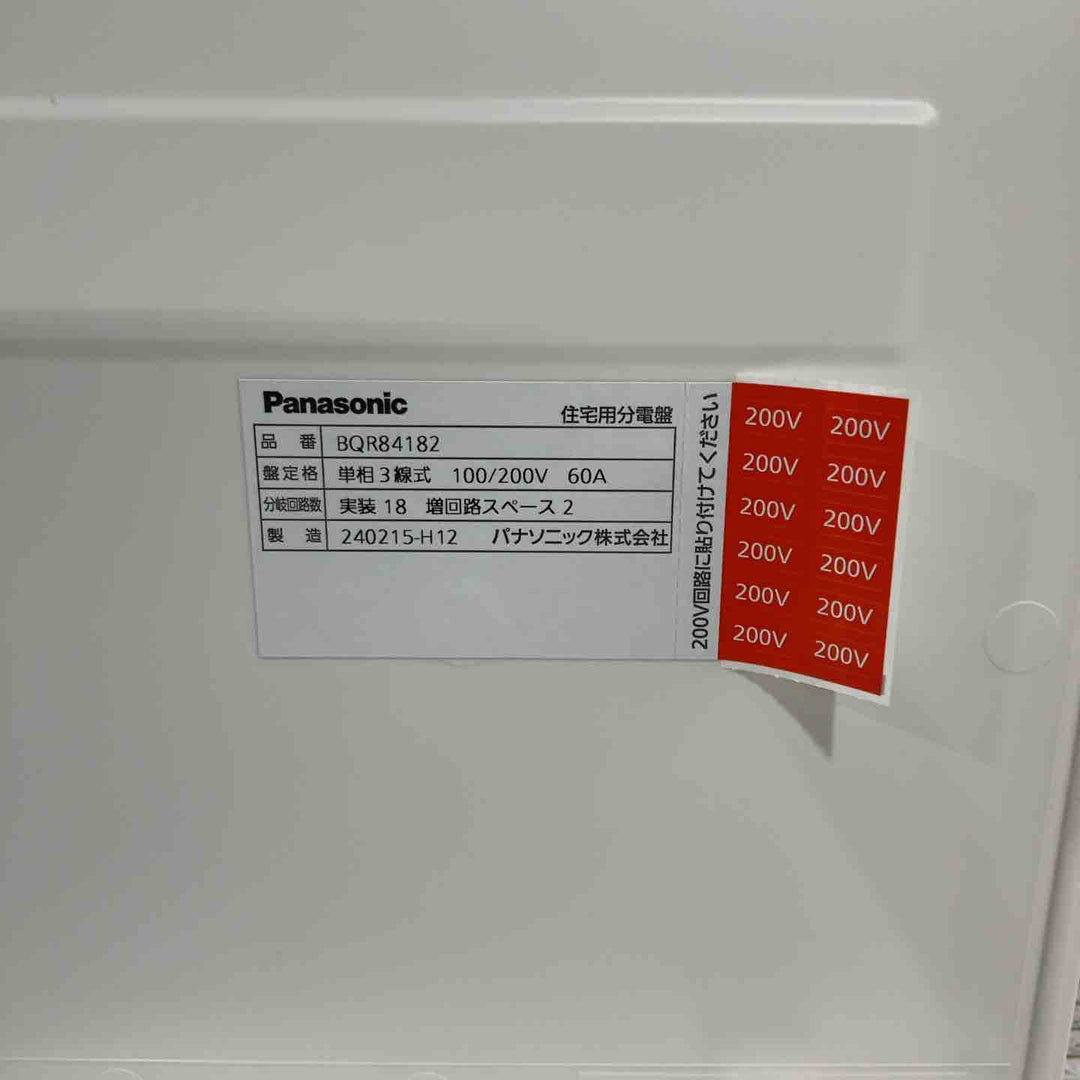 Panasonic 住宅用分電盤
品番 BQR84182
盤定格 単相3線式 100/200V 60A
分岐回路数 実装 18 増回路スペース 2
製造 240215-H12 パナソニック株式会社
200V回路に貼り付けてください
200V 200V
200V 200V
200V 200V
200V 200V
200V 200V
200V 200V